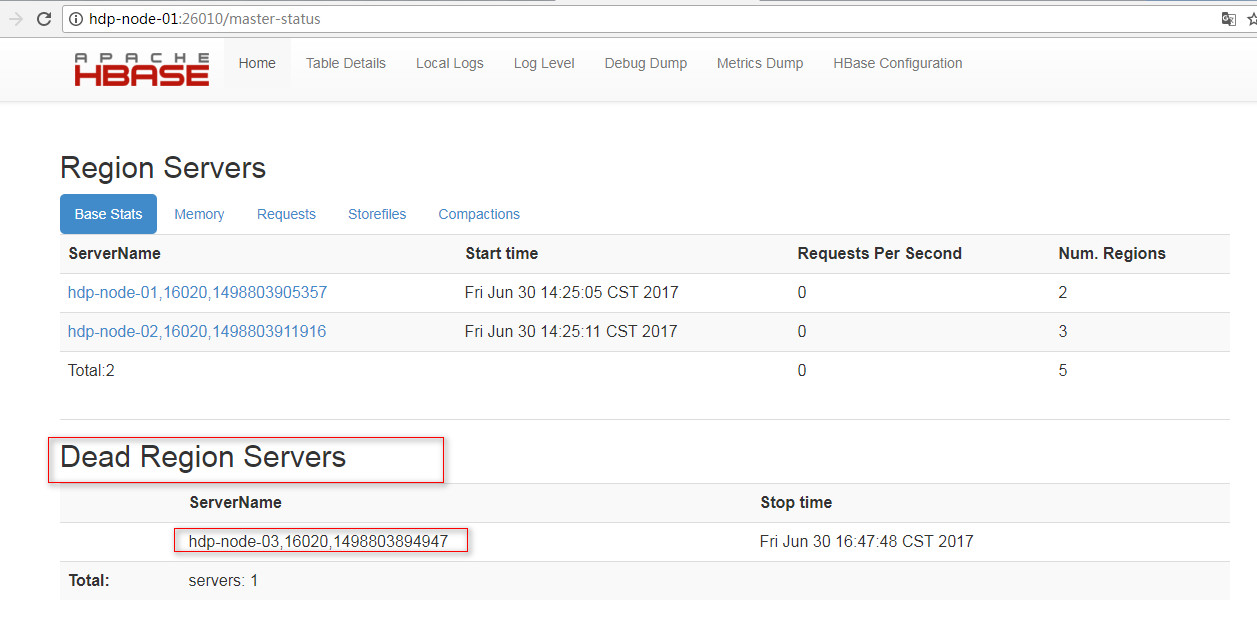 hdp-node-01:26010/master-status
APACHE
HBASE
Home Table Details Local Logs Log Level Debug Dump Metrics Dump HBase Configuration
Region Servers
Base Stats Memory Requests Storefiles Compactions
ServerName Start time Requests Per Second Num. Regions
hdp-node-01,16020,1498803905357 Fri Jun 30 14:25:05 CST 2017 0 2
hdp-node-02,16020,1498803911916 Fri Jun 30 14:25:11 CST 2017 0 3
Total:2 0 5
Dead Region Servers
ServerName Stop time
hdp-node-03,16020,1498803894947 Fri Jun 30 16:47:48 CST 2017
Total: servers: 1